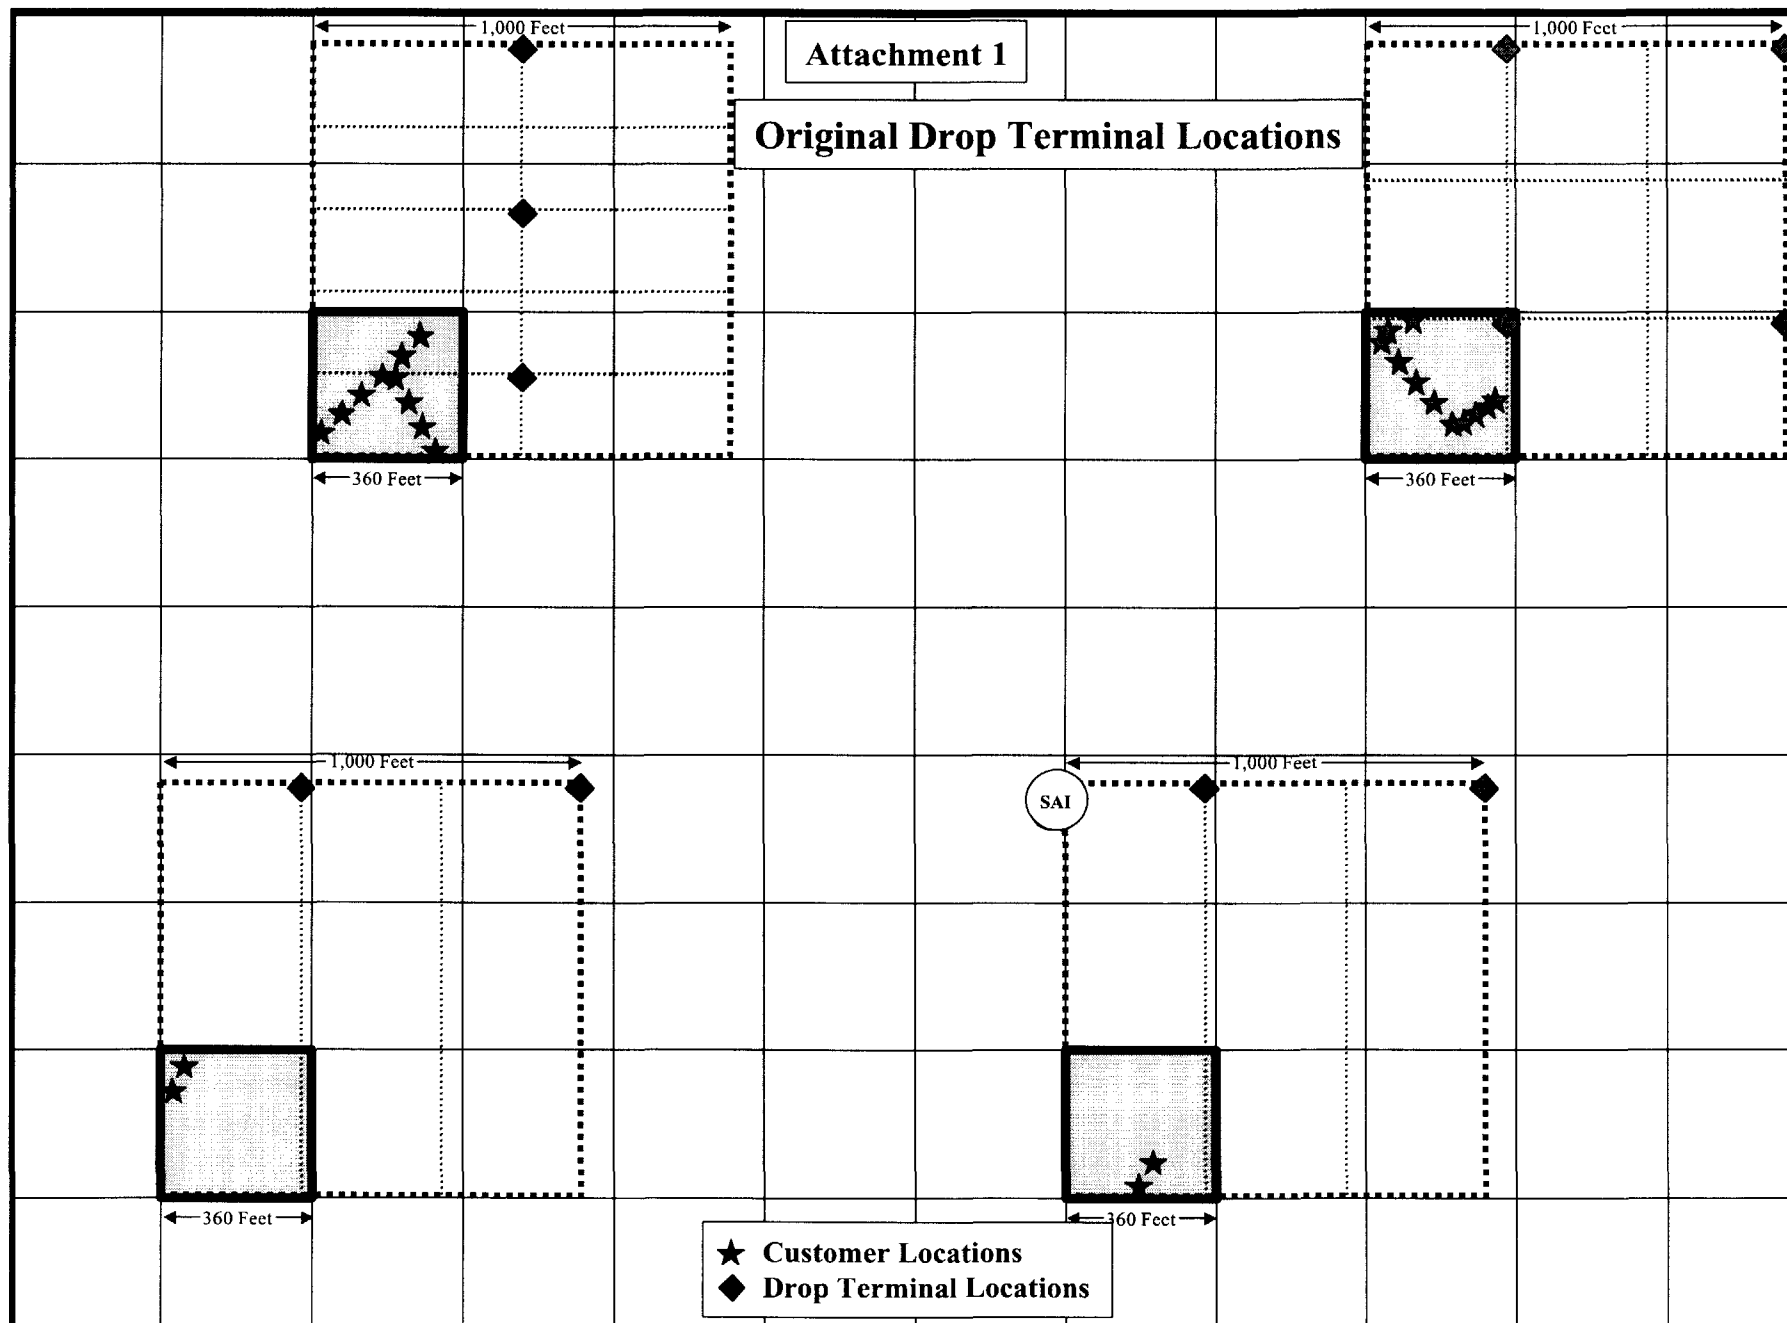 1,000 Feet
Attachment 1
1,000 Feet
Original Drop Terminal Locations
360 Feet
360 Feet
1,000 Feet
1,000 Feet
SAI
360 Feet
360 Feet
Customer Locations
Drop Terminal Locations